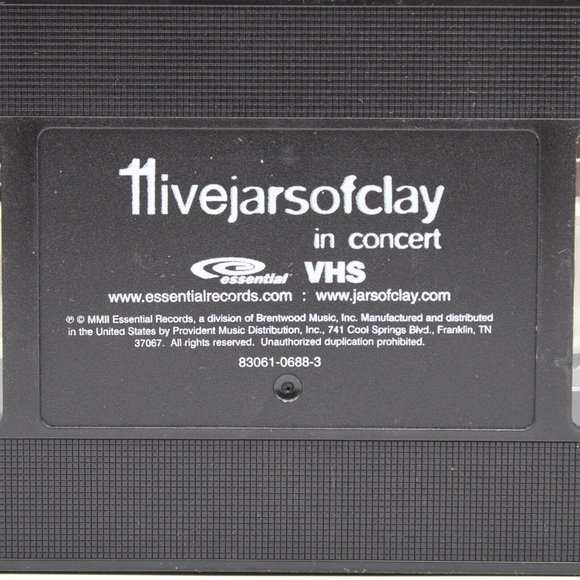 11livejarsofclay
in concert
essential VHS
www.essentialrecords.com : www.jarsofclay.com
℗ © MMII Essential Records, a division of Brentwood Music, Inc. Manufactured and distributed
in the United States by Provident Music Distribution, Inc., 741 Cool Springs Blvd., Franklin, TN
37067. All rights reserved. Unauthorized duplication prohibited.
83061-0688-3